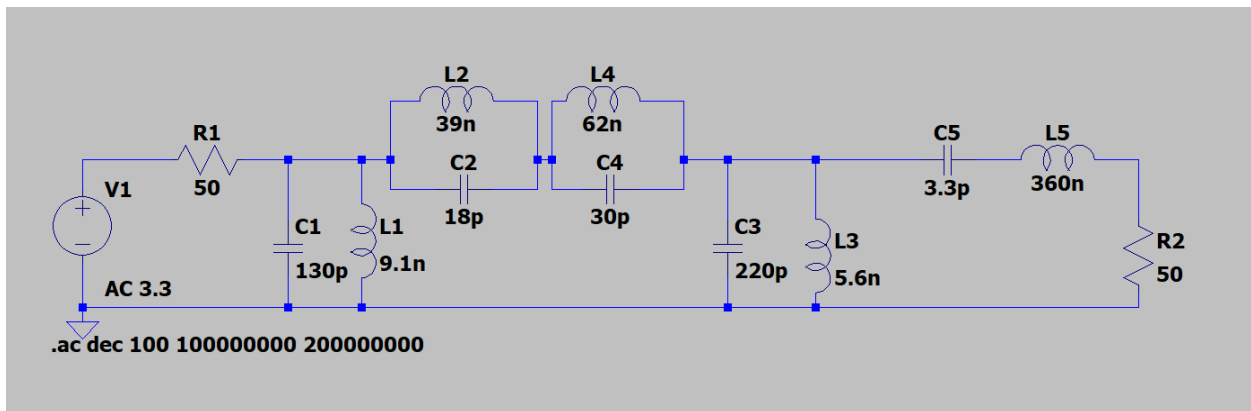 L2
39n
L4
62n
R1
50
C2
18p
C4
30p
C5
3.3p
L5
360n
V1
AC 3.3
C1
130p
L1
9.1n
C3
220p
L3
5.6n
R2
50
.ac dec 100 100000000 200000000